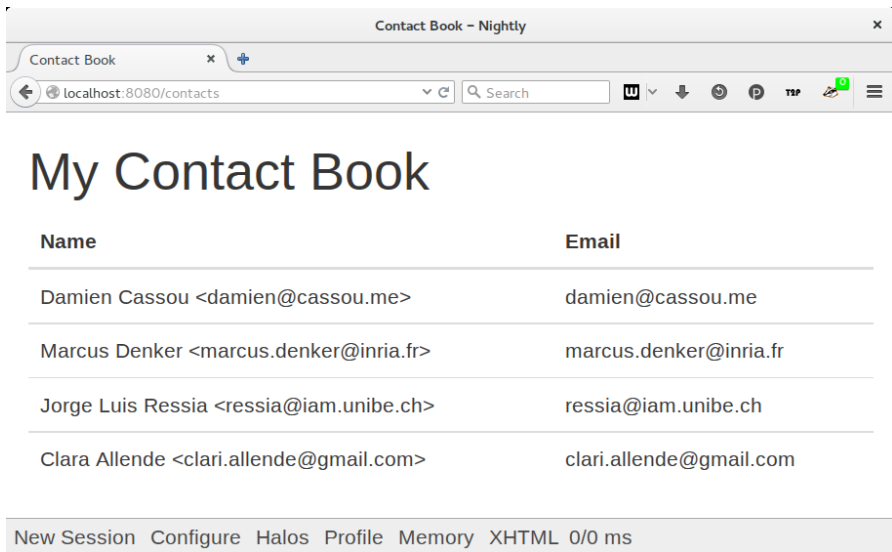 Contact Book – Nightly
Contact Book
localhost:8080/contacts Search T2P 0
My Contact Book
Name Email
Damien Cassou <damien@cassou.me> damien@cassou.me
Marcus Denker <marcus.denker@inria.fr> marcus.denker@inria.fr
Jorge Luis Ressia <ressia@iam.unibe.ch> ressia@iam.unibe.ch
Clara Allende <clari.allende@gmail.com> clari.allende@gmail.com
New Session Configure Halos Profile Memory XHTML 0/0 ms